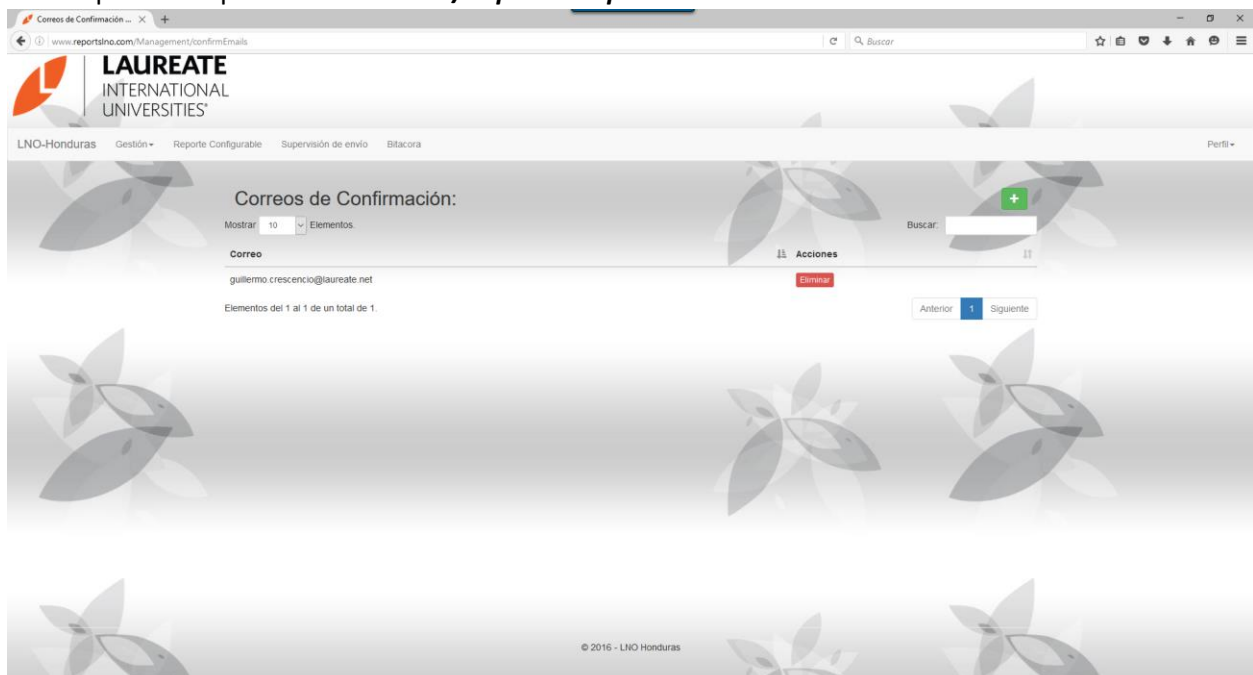 Correos de Confirmación ... × +
www.reportslno.com/Management/confirmEmails
Buscar
LAUREATE
INTERNATIONAL
UNIVERSITIES®
LNO-Honduras Gestión Reporte Configurable Supervisión de envío Bitacora Perfil
Correos de Confirmación:
+
Mostrar 10 Elementos.
Buscar:
Correo Acciones
guillermo.crescencio@laureate.net Eliminar
Elementos del 1 al 1 de un total de 1.
Anterior 1 Siguiente
© 2016 - LNO Honduras